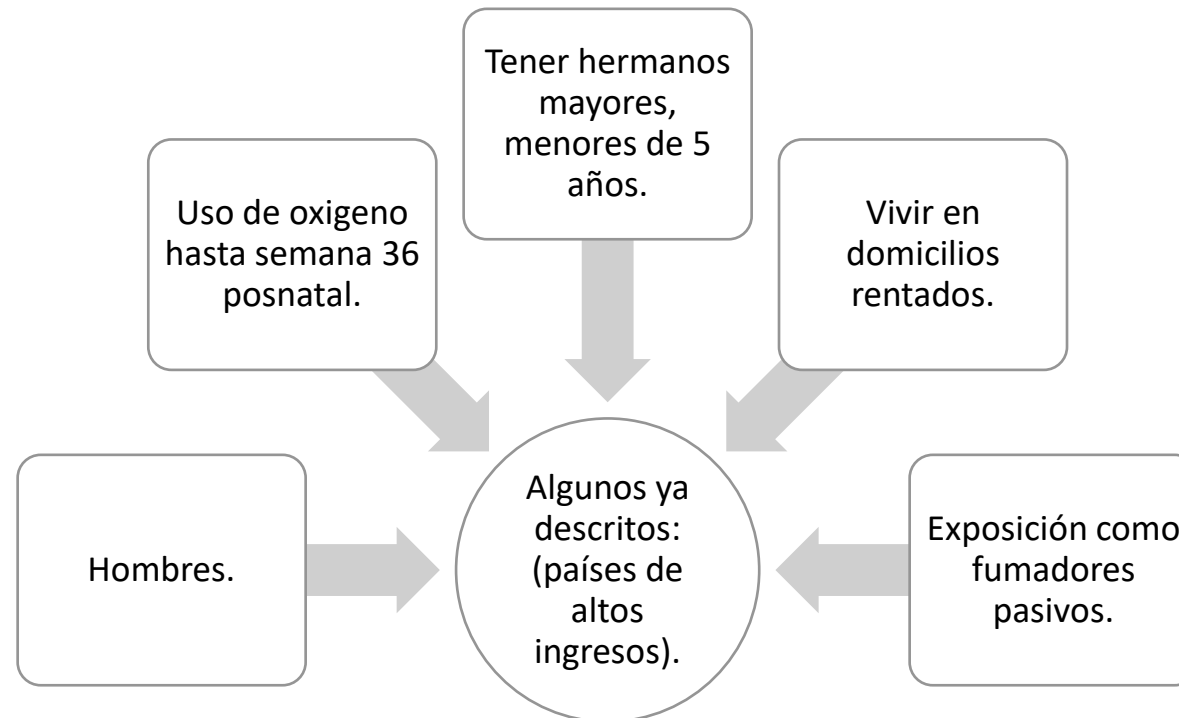 Tener hermanos
mayores,
menores de 5
años.
Uso de oxigeno
hasta semana 36
posnatal.
Vivir en
domicilios
rentados.
Hombres.
Algunos ya
descritos:
(países de
altos
ingresos).
Exposición como
fumadores
pasivos.